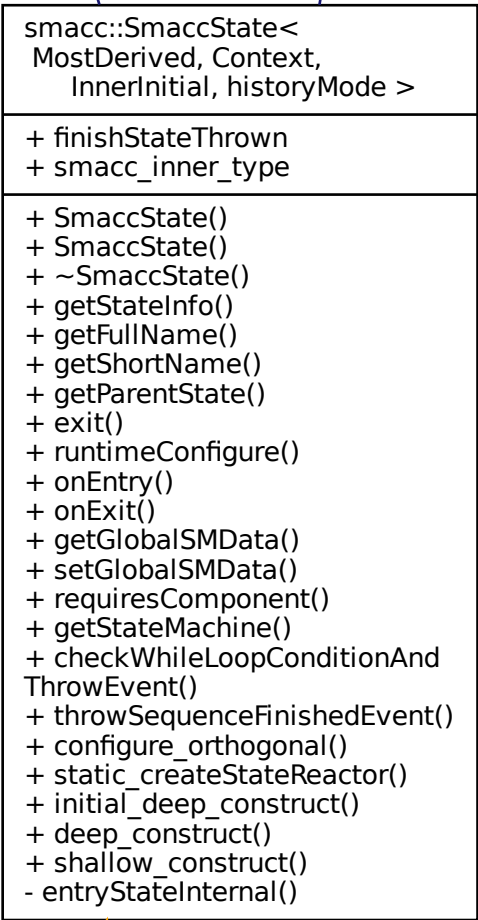 smacc::SmaccState<
MostDerived, Context,
InnerInitial, historyMode >
+ finishStateThrown
+ smacc_inner_type
+ SmaccState()
+ SmaccState()
+ ~SmaccState()
+ getStateInfo()
+ getFullName()
+ getShortName()
+ getParentState()
+ exit()
+ runtimeConfigure()
+ onEntry()
+ onExit()
+ getGlobalSMData()
+ setGlobalSMData()
+ requiresComponent()
+ getStateMachine()
+ checkWhileLoopConditionAnd
ThrowEvent()
+ throwSequenceFinishedEvent()
+ configure_orthogonal()
+ static_createStateReactor()
+ initial_deep_construct()
+ deep_construct()
+ shallow_construct()
- entryStateInternal()